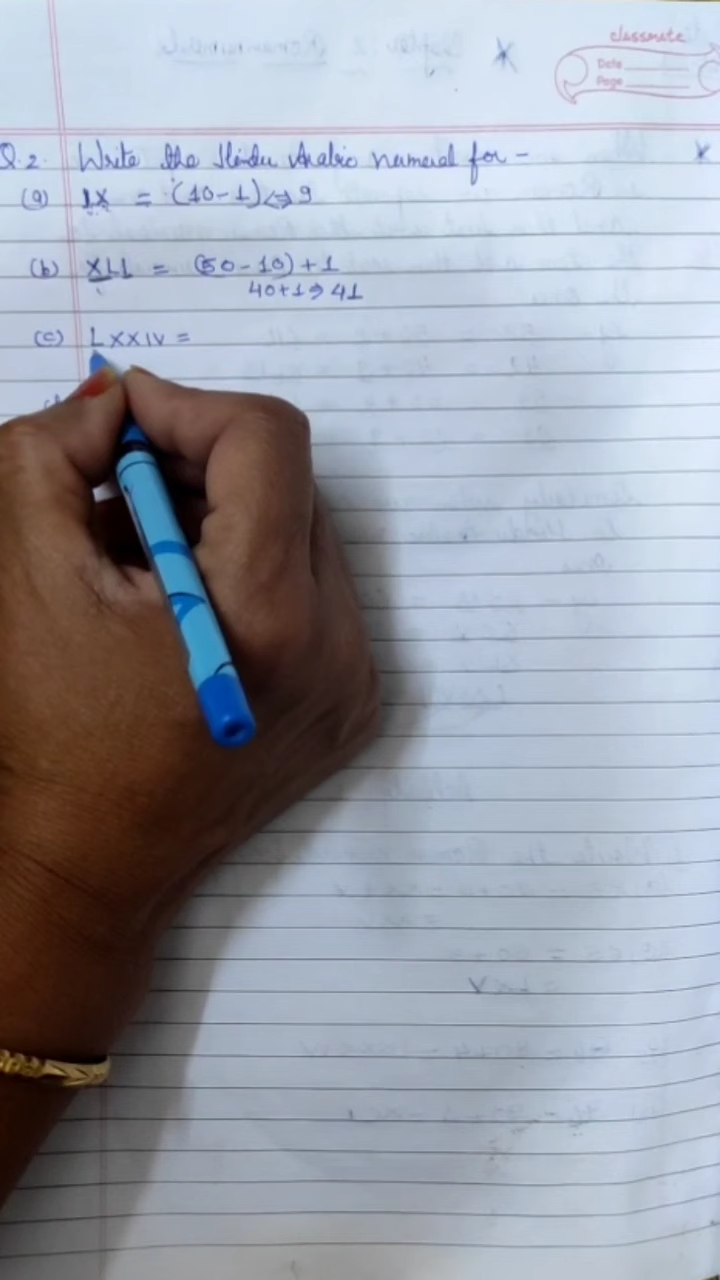 classmate
Date
Page
Q.2. Write the Hindu Arabic numeral for -
(a) IX = (10-1) ⇒ 9
(b) XLI = (50-10)+1
40+1 ⇒ 41
(c) LXXIV =